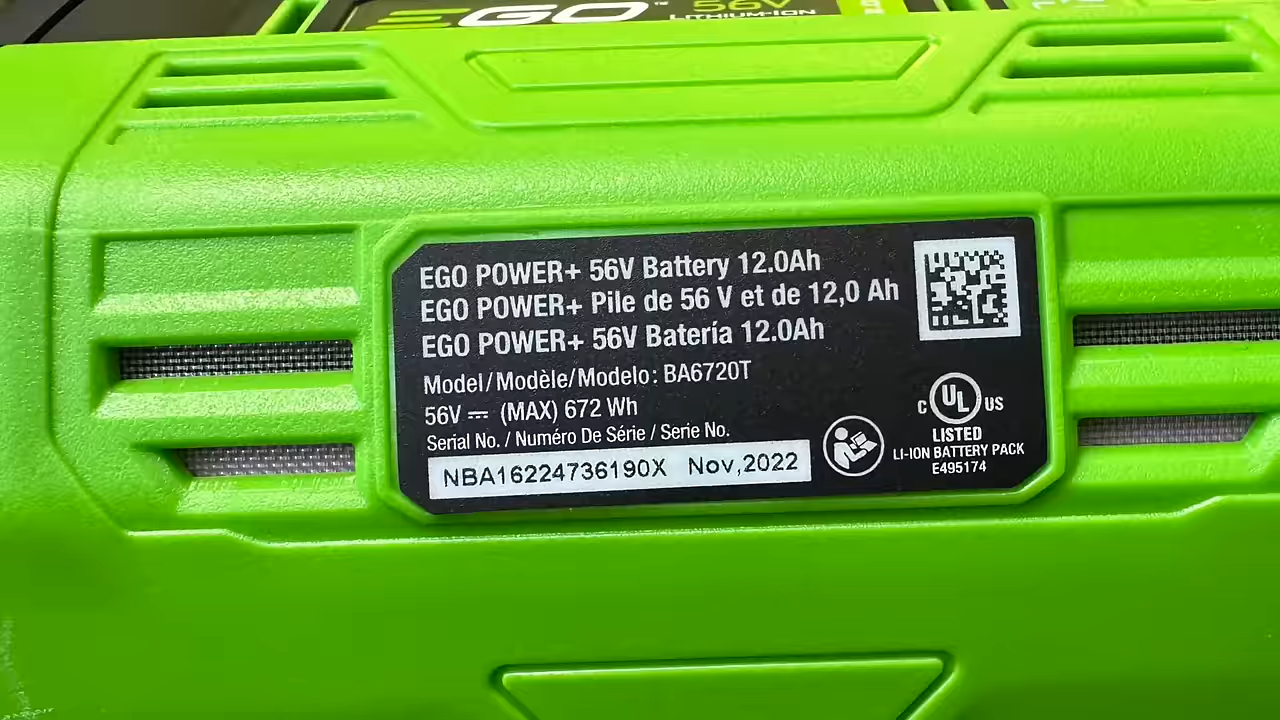 EGO™ 56V
LITHIUM-ION
EGO POWER+ 56V Battery 12.0Ah
EGO POWER+ Pile de 56 V et de 12,0 Ah
EGO POWER+ 56V Batería 12.0Ah
Model/Modèle/Modelo: BA6720T
56V ⎓ (MAX) 672 Wh
Serial No. / Numéro De Série / Serie No.
NBA16224736190X Nov,2022
C UL US
LISTED
LI-ION BATTERY PACK
E495174